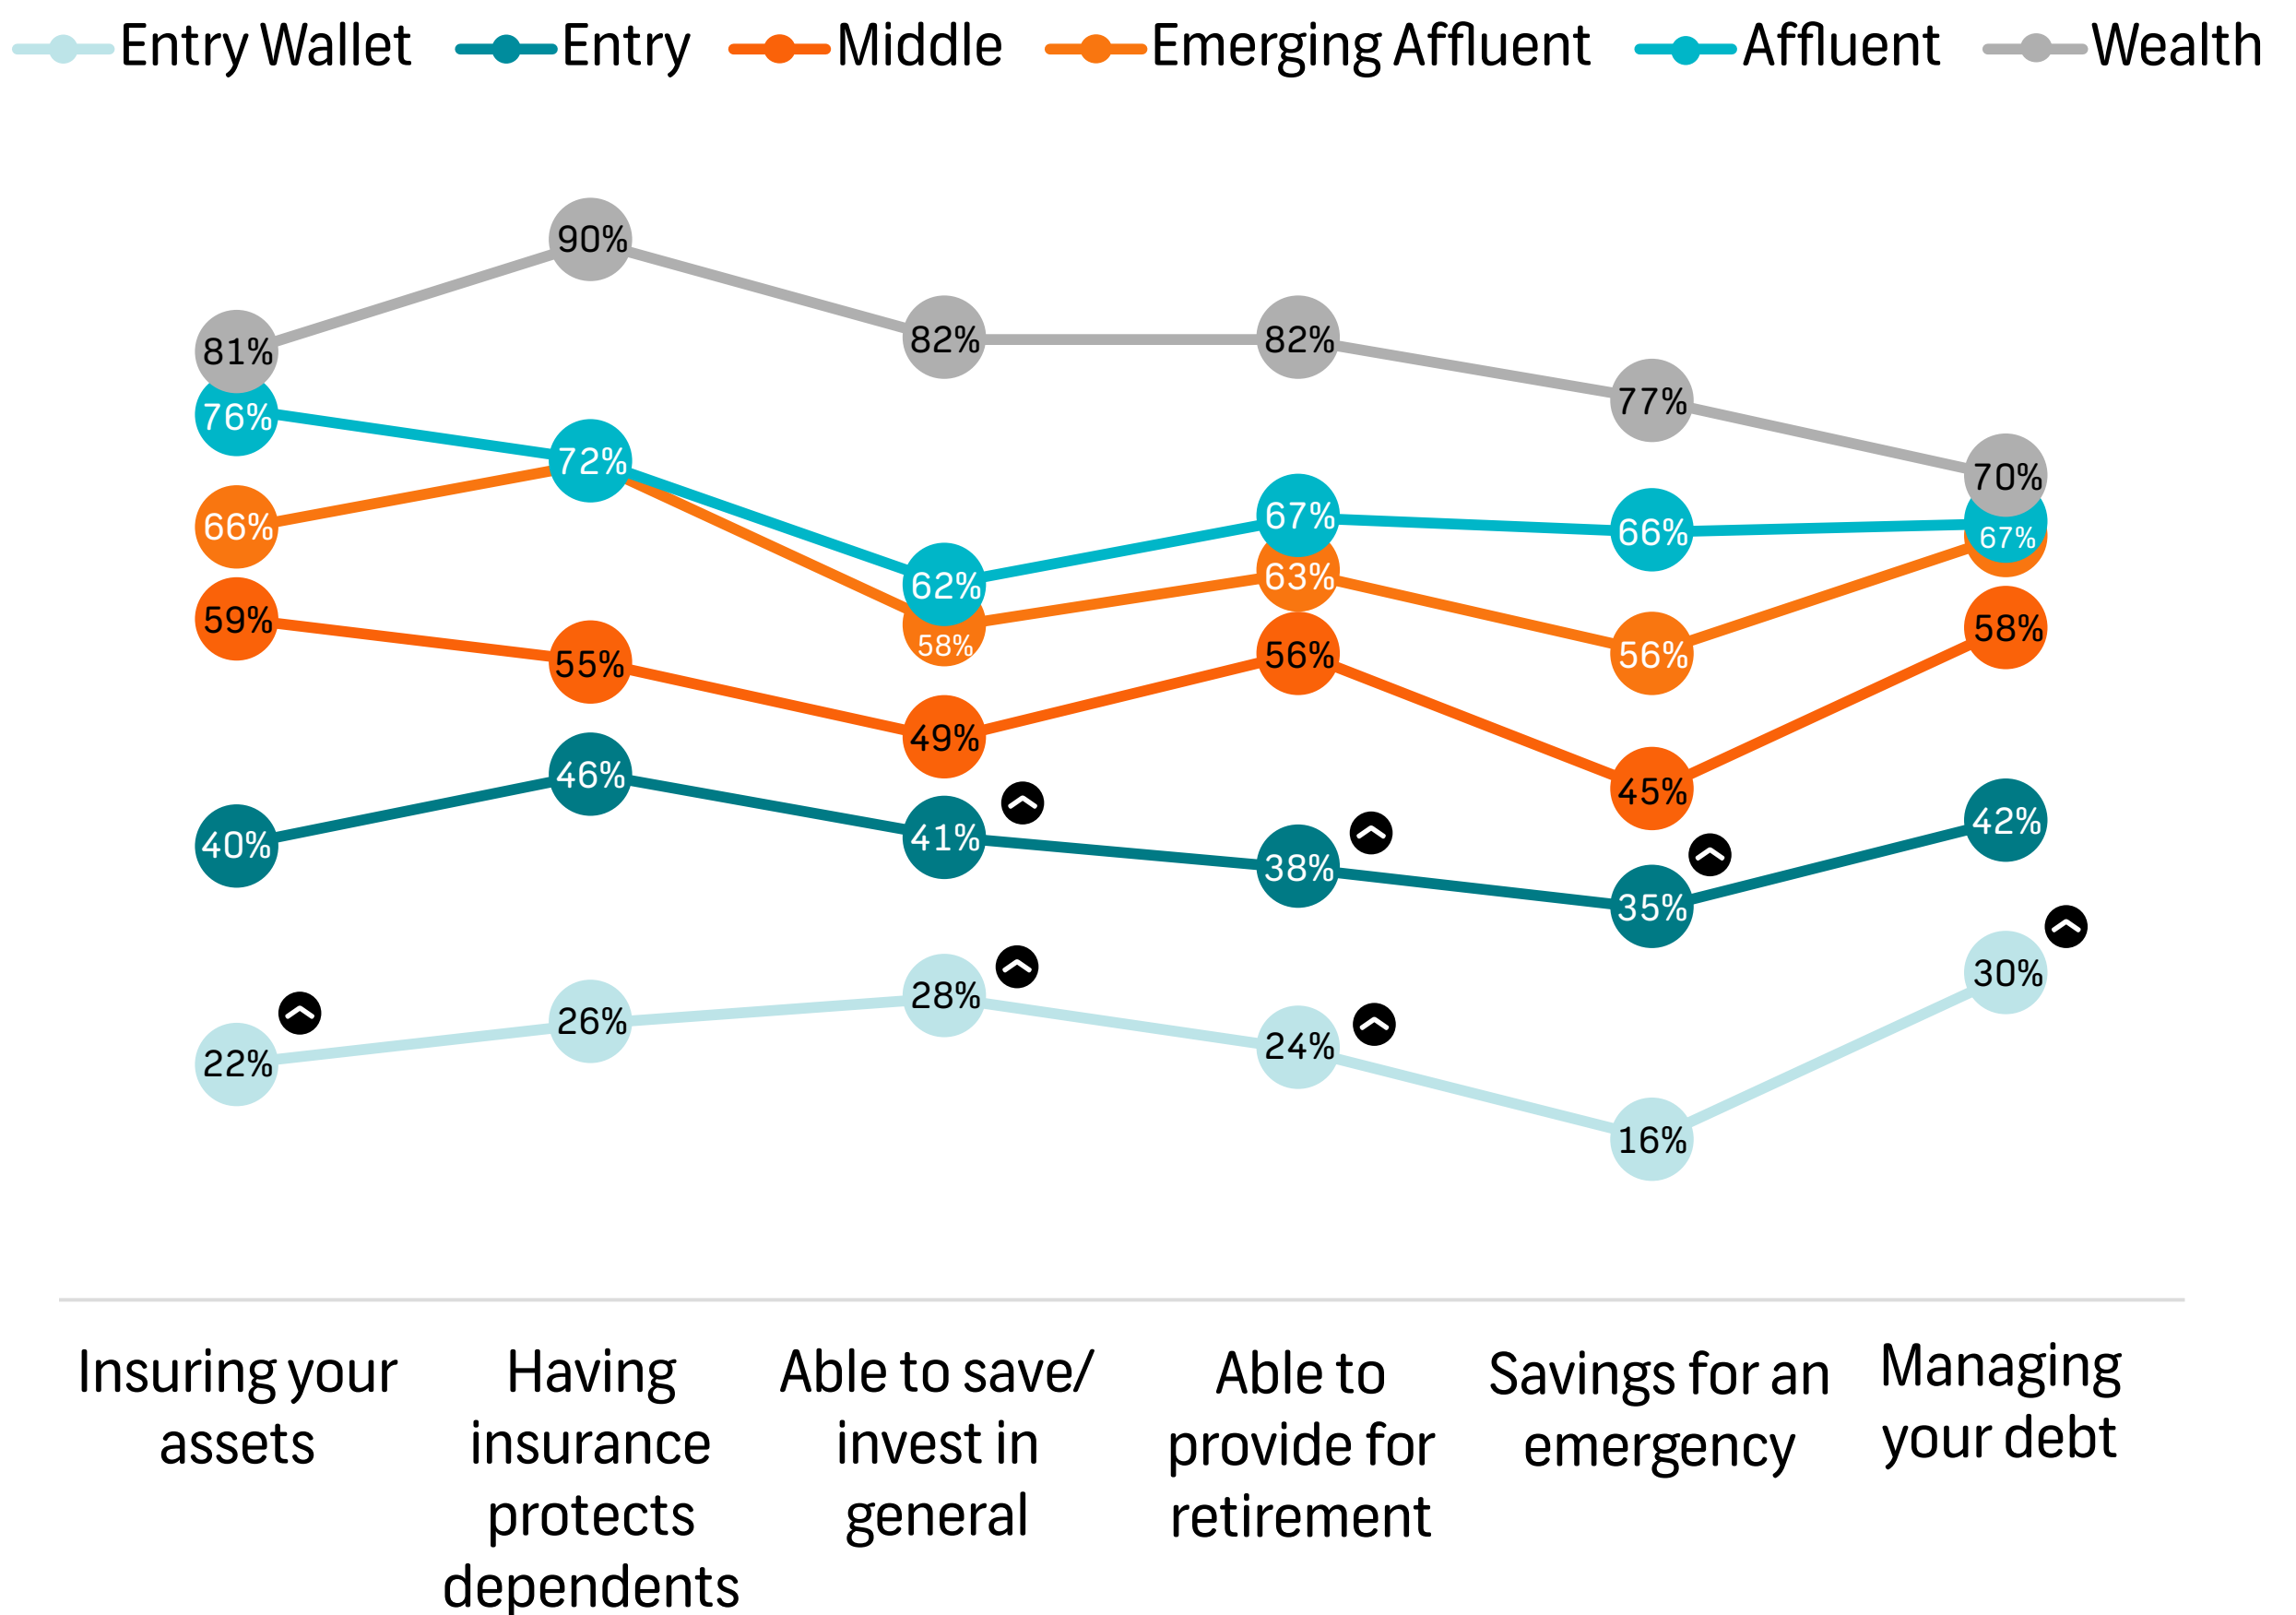 Entry Wallet Entry Middle Emerging Affluent Affluent Wealth
90%
81%
82% 82%
77%
76%
72%
70%
67%
66%
66%
67%
62%
63%
59%
58%
56%
56%
58%
55%
49%
45%
46%
40%
41%
38%
42%
35%
30%
28%
26%
24%
22%
16%
Insuring your
assets
Having
insurance
protects
dependents
Able to save/
invest in
general
Able to
provide for
retirement
Savings for an
emergency
Managing
your debt